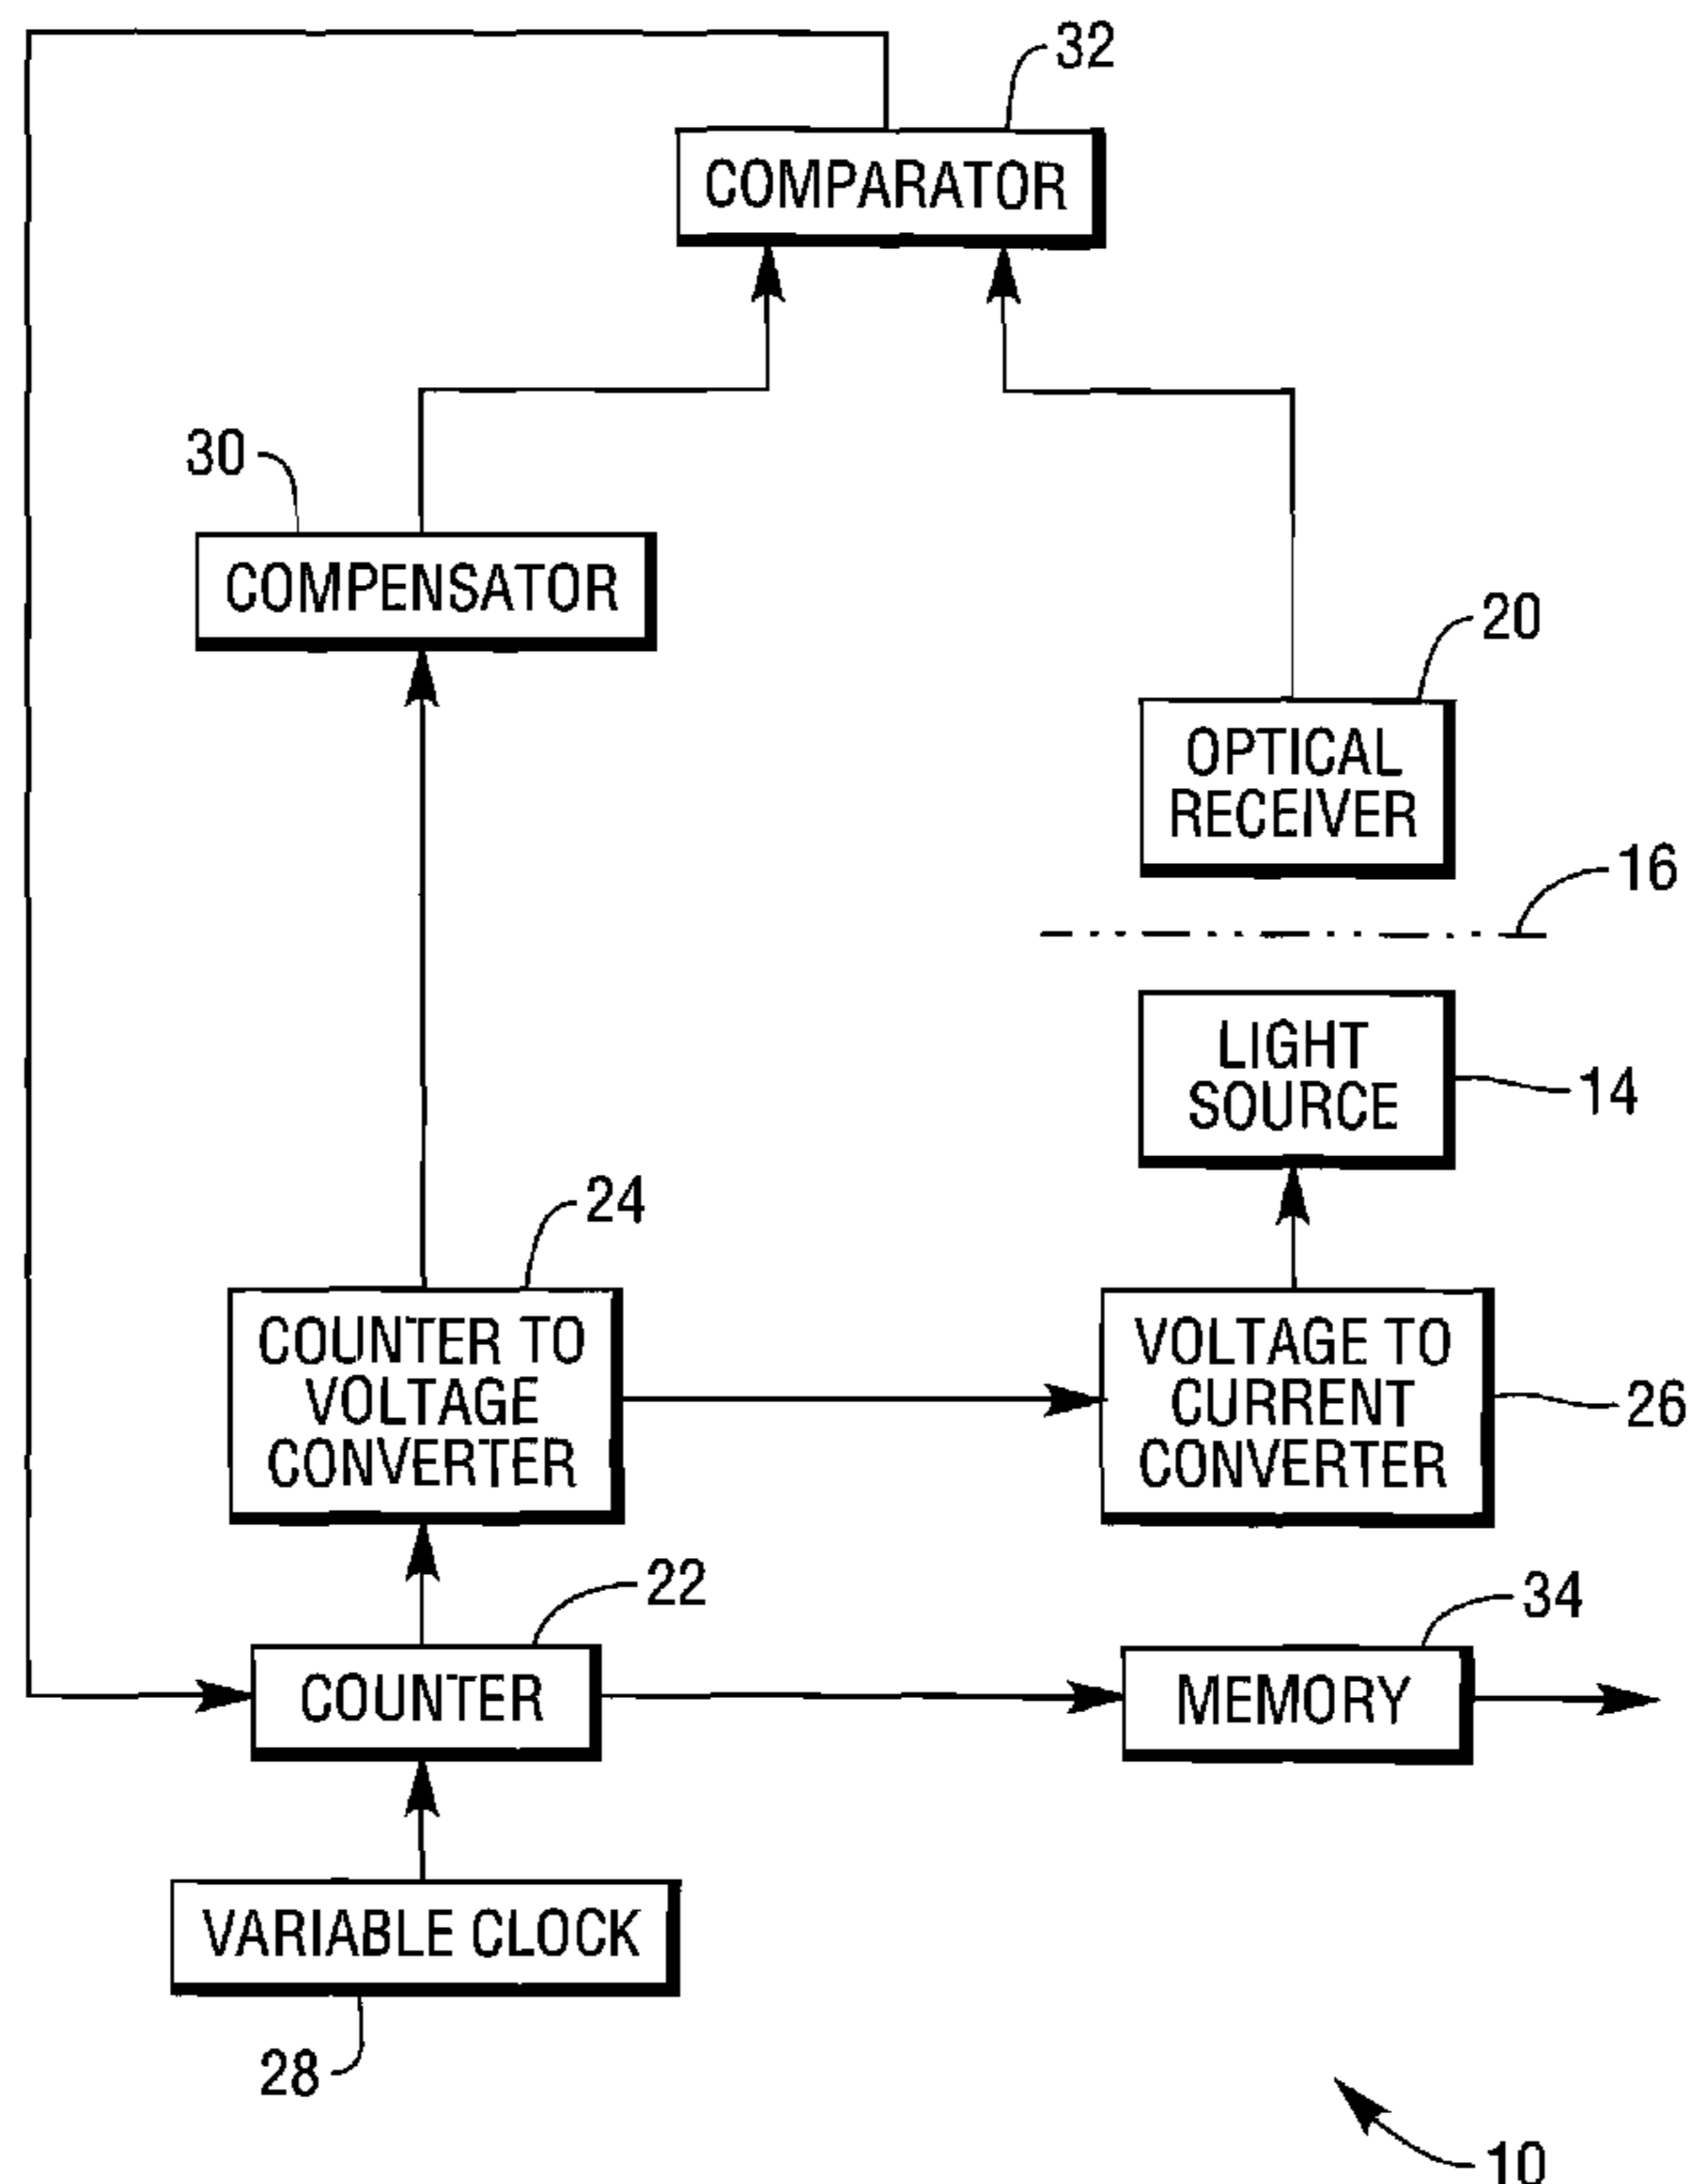 32
COMPARATOR
30
COMPENSATOR
20
OPTICAL
RECEIVER
16
LIGHT
SOURCE
14
24
COUNTER TO
VOLTAGE
CONVERTER
VOLTAGE TO
CURRENT
CONVERTER
26
22
COUNTER
34
MEMORY
VARIABLE CLOCK
28
10